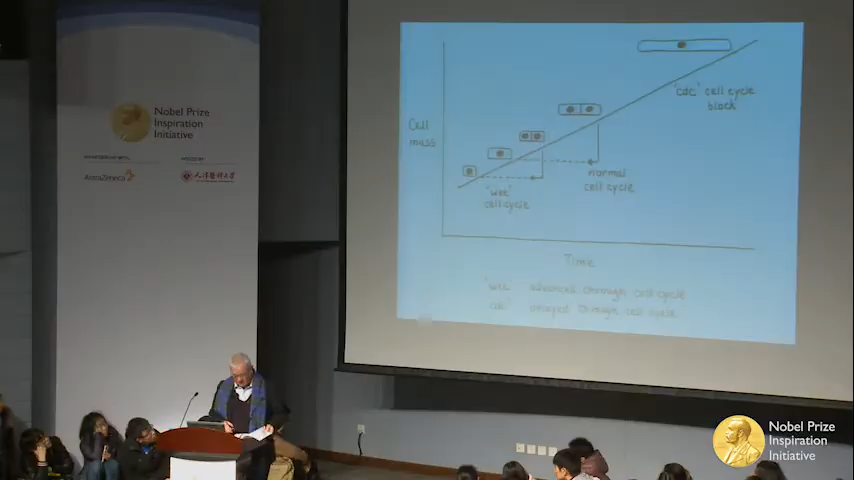 Nobel Prize
Inspiration
Initiative
AstraZeneca
Cell
mass
'cdc' cell cycle
block
normal
cell cycle
'wee'
cell cycle
Time
'wee' advanced through cell cycle
'cdc' delayed through cell cycle
Nobel Prize
Inspiration
Initiative